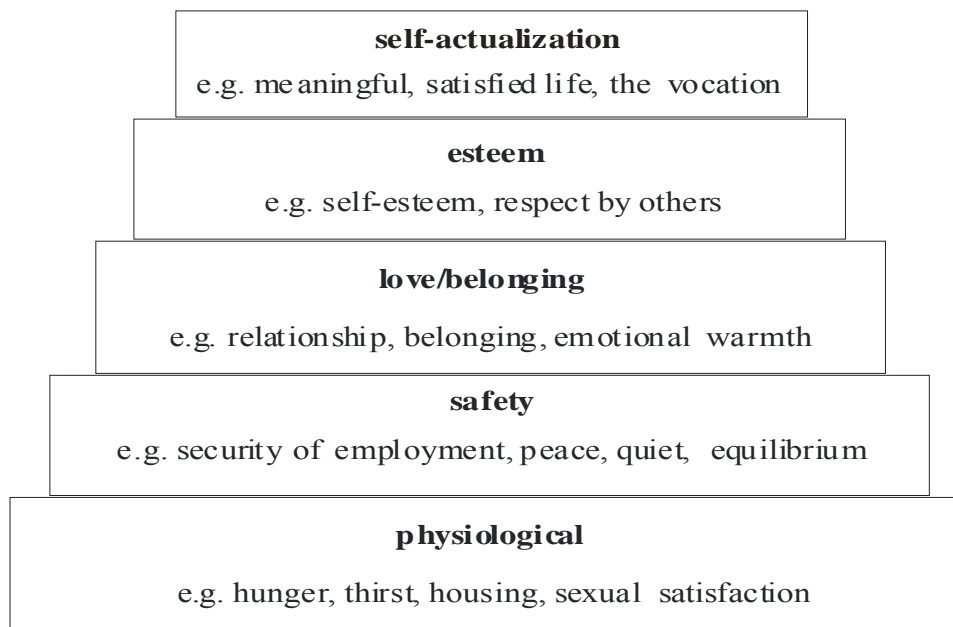 self-actualization
e.g. meaningful, satisfied life, the vocation
esteem
e.g. self-esteem, respect by others
love/belonging
e.g. relationship, belonging, emotional warmth
safety
e.g. security of employment, peace, quiet, equilibrium
physiological
e.g. hunger, thirst, housing, sexual satisfaction